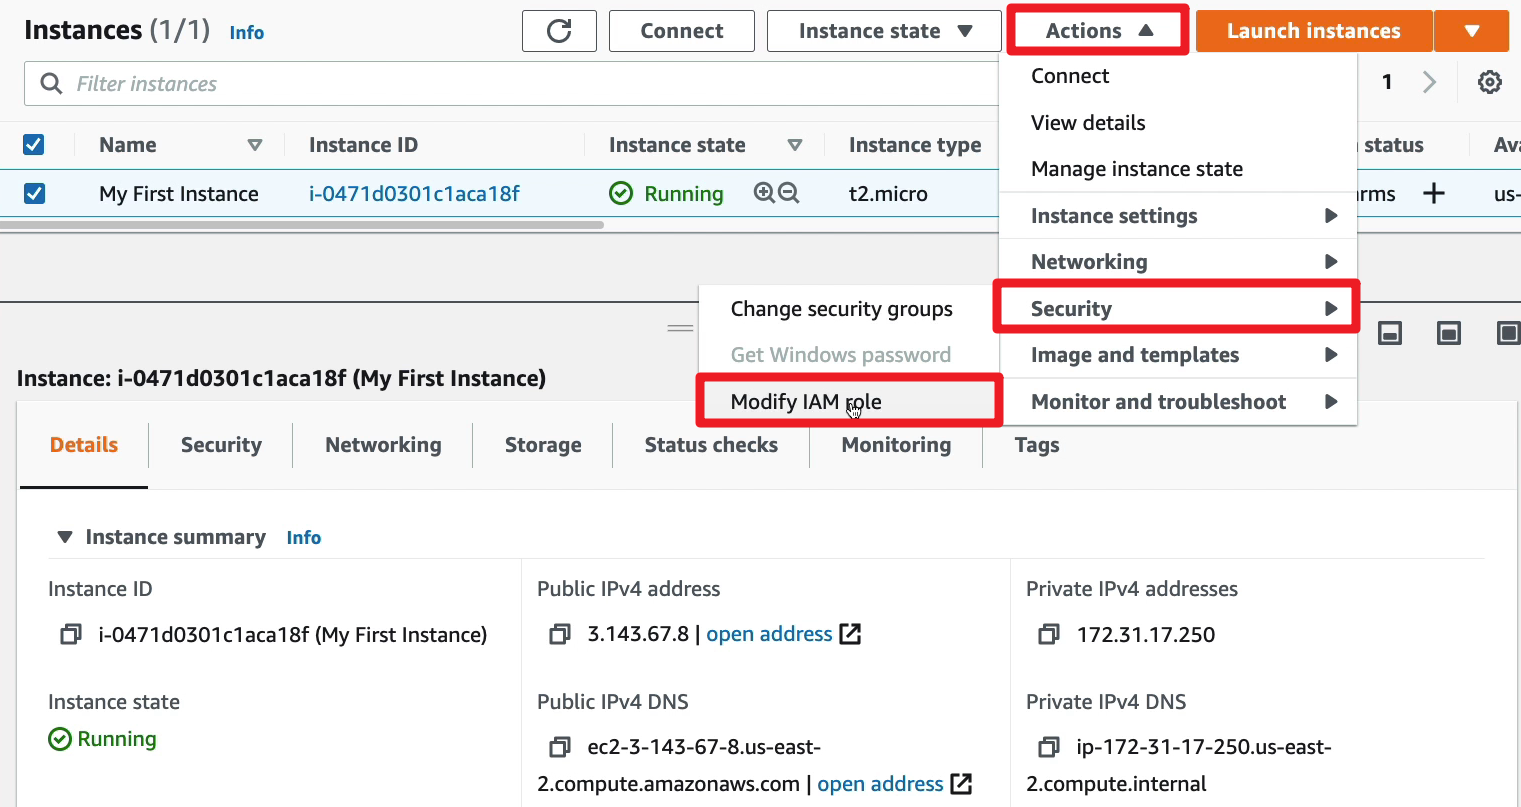 Instances (1/1) Info
Connect
Instance state
Actions
Launch instances
Filter instances
1
Connect
View details
Manage instance state
Instance settings
Networking
Security
Image and templates
Monitor and troubleshoot
Change security groups
Get Windows password
Modify IAM role
Name
Instance ID
Instance state
Instance type
status
My First Instance
i-0471d0301c1aca18f
Running
t2.micro
us-
Instance: i-0471d0301c1aca18f (My First Instance)
Details
Security
Networking
Storage
Status checks
Monitoring
Tags
Instance summary Info
Instance ID
i-0471d0301c1aca18f (My First Instance)
Public IPv4 address
3.143.67.8 | open address
Private IPv4 addresses
172.31.17.250
Instance state
Running
Public IPv4 DNS
ec2-3-143-67-8.us-east-
2.compute.amazonaws.com | open address
Private IPv4 DNS
ip-172-31-17-250.us-east-
2.compute.internal